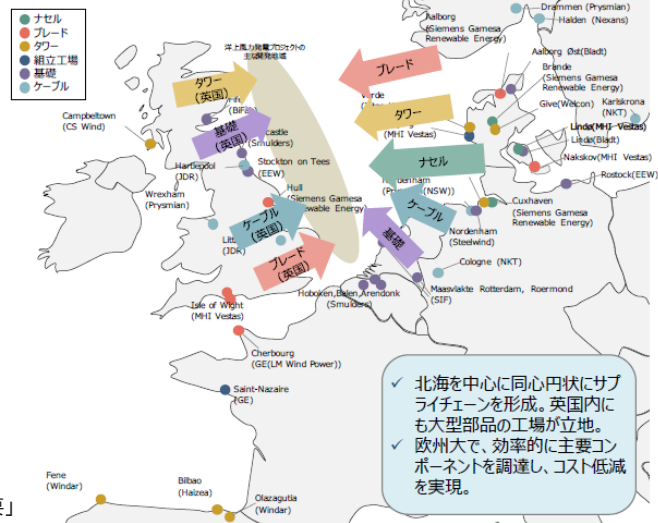 ナセル
ブレード
タワー
組立工場
基礎
ケーブル
洋上風力発電プロジェクトの
主な開発地域
Aalborg
(Siemens Gamesa
Renewable Energy)
Drammen (Prysmian)
Halden (Nexans)
Aalborg Øst(Bladt)
Brande
(Siemens Gamesa
Renewable Energy)
Give(Welcon)
Karlskrona
(NKT)
Lindø(MHI Vestas)
Lindø(Bladt)
Nakskov(MHI Vestas)
Rostock(EEW)
MHI Vestas)
ブレード
タワー
ナセル
ケーブル
基礎
タワー
(英国)
基礎
(英国)
ケーブル
(英国)
ブレード
(英国)
Campbeltown
(CS Wind)
(BiFab)
(Smulders)
Hartlepool
(JDR)
Stockton on Tees
(EEW)
Wrexham
(Prysmian)
Hull
(Siemens Gamesa
Renewable Energy)
(JDR)
Isle of Wight
(MHI Vestas)
Cuxhaven
(Siemens Gamesa
Renewable Energy)
Nordenham
(Steelwind)
Cologne (NKT)
Maasvlakte Rotterdam, Roermond
(SIF)
Hoboken,Balen,Arendonk
(Smulders)
Cherbourg
(GE(LM Wind Power))
Saint-Nazaire
(GE)
Fene
(Windar)
Bilbao
(Haizea)
Olazagutia
(Windar)
✓ 北海を中心に同心円状にサプ
ライチェーンを形成。英国内に
も大型部品の工場が立地。
✓ 欧州大で、効率的に主要コン
ポーネントを調達し、コスト低減
を実現。